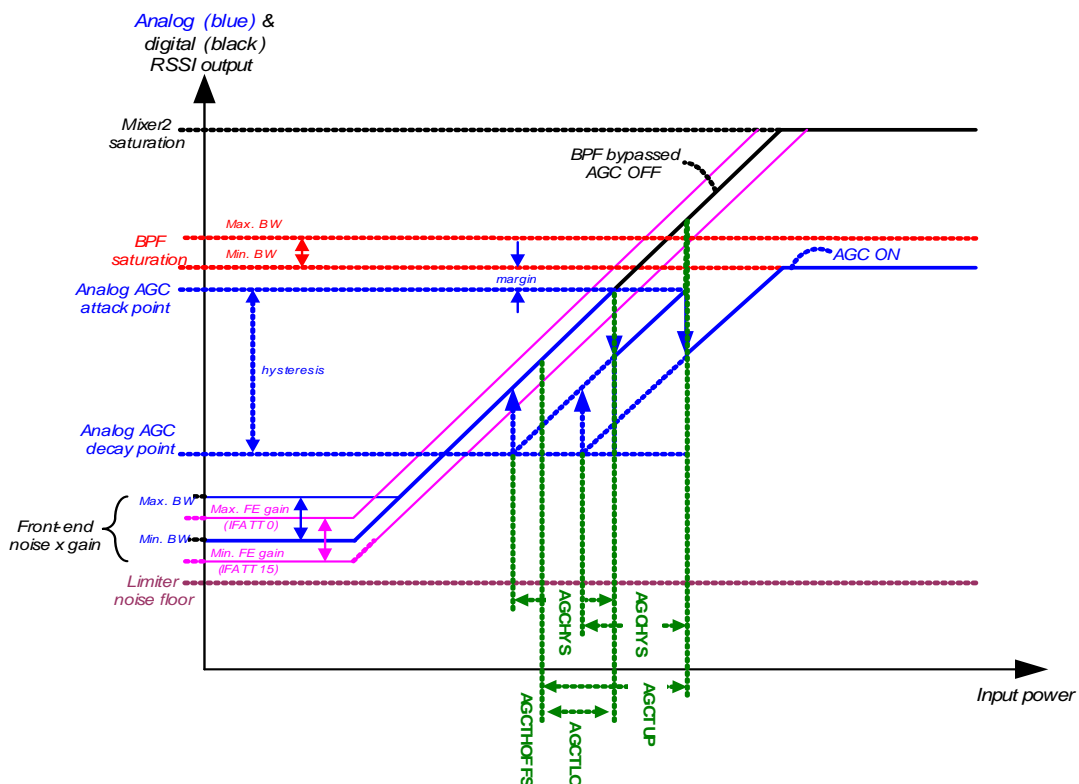 Analog (blue) &
digital (black)
RSSI output
Mixer2
saturation
BPF bypassed
AGC OFF
Max. BW
BPF
saturation
Min. BW
AGC ON
margin
Analog AGC
attack point
hysteresis
Analog AGC
decay point
Max. BW
Max. FE gain
(IFATT 0)
Front-end
noise x gain
Min. BW
Min. FE gain
(IFATT 15)
Limiter
noise floor
AGCHYS
AGCHYS
Input power
AGCTHOFFS
AGCTLO
AGCTUP